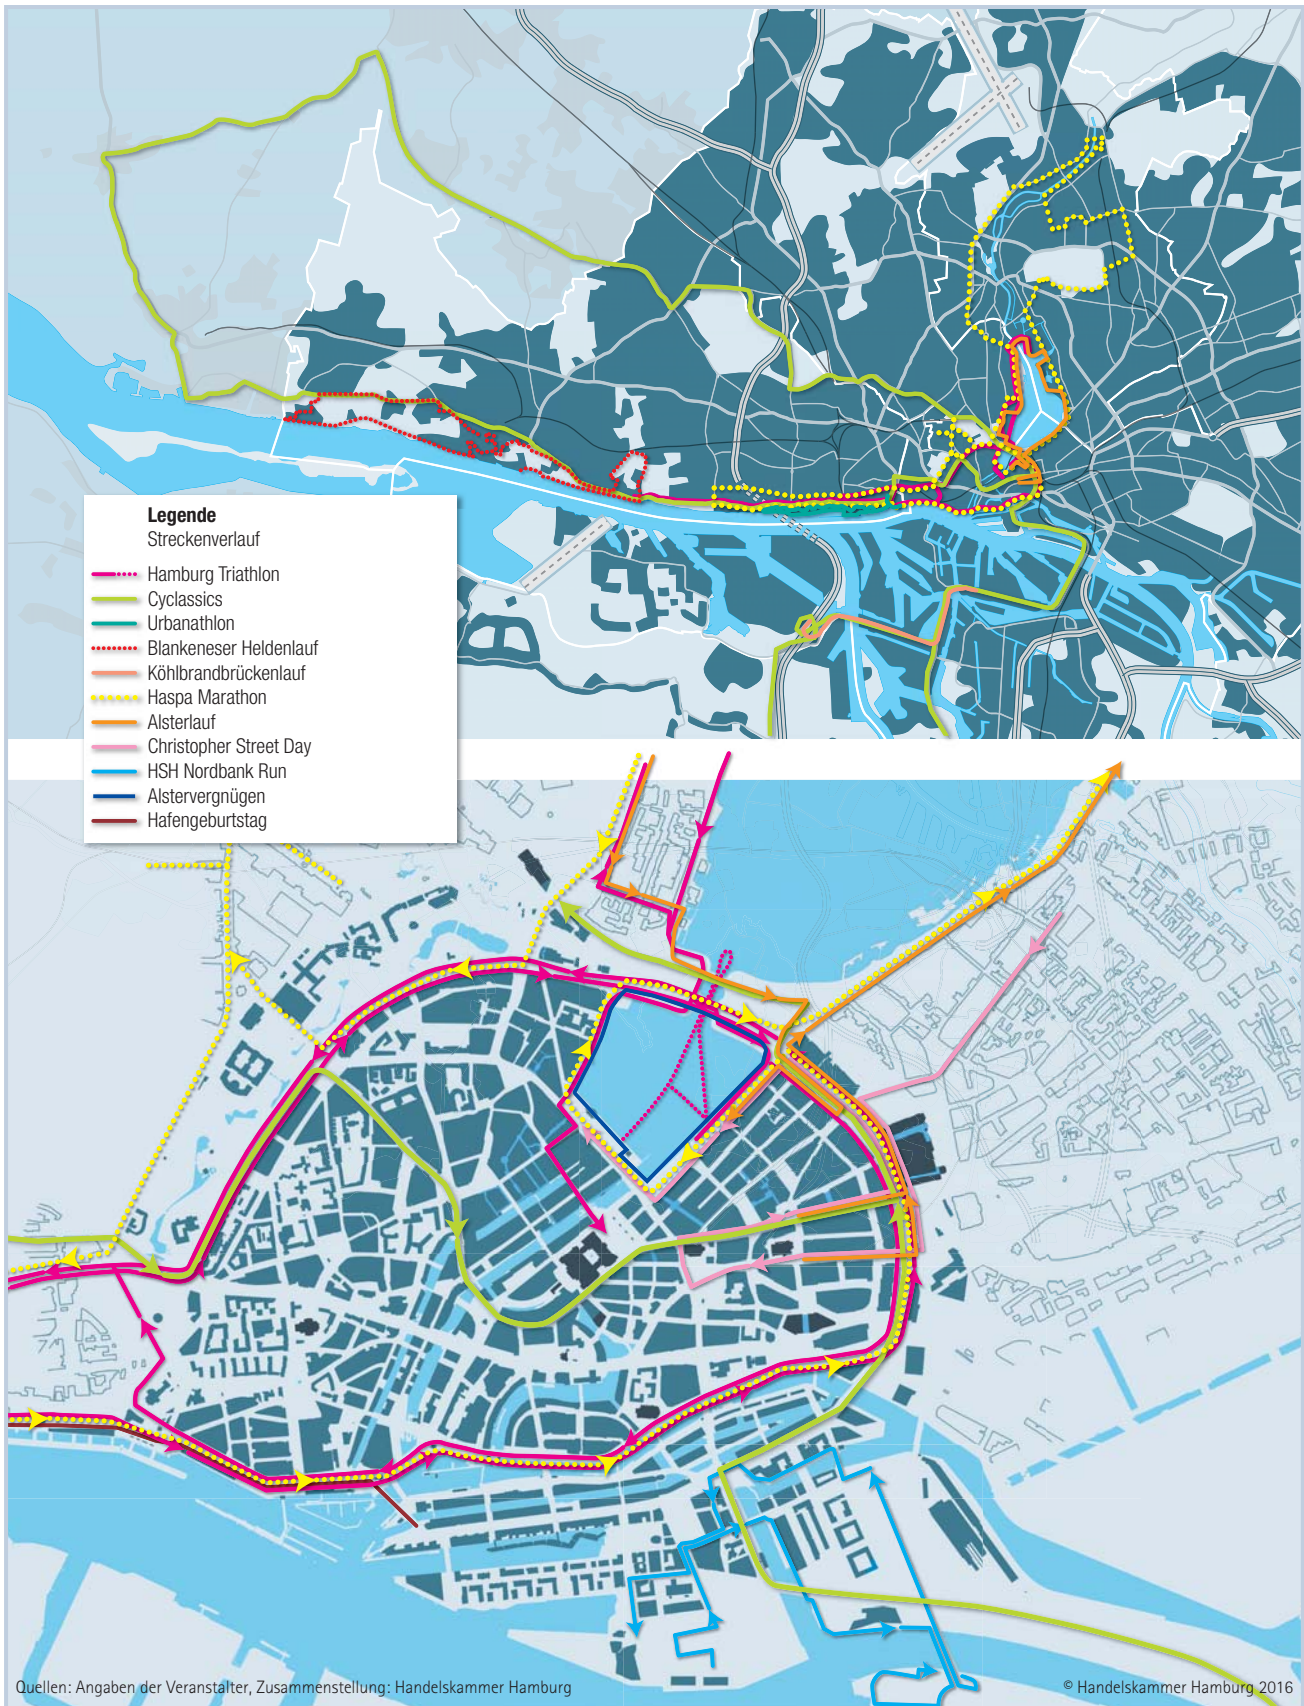 Legende
Streckenverlauf
Hamburg Triathlon
Cyclassics
Urbanathlon
Blankeneser Heldenlauf
Köhlbrandbrückenlauf
Haspa Marathon
Alsterlauf
Christopher Street Day
HSH Nordbank Run
Alstervergnügen
Hafengeburtstag
Quellen: Angaben der Veranstalter, Zusammenstellung: Handelskammer Hamburg
© Handelskammer Hamburg 2016